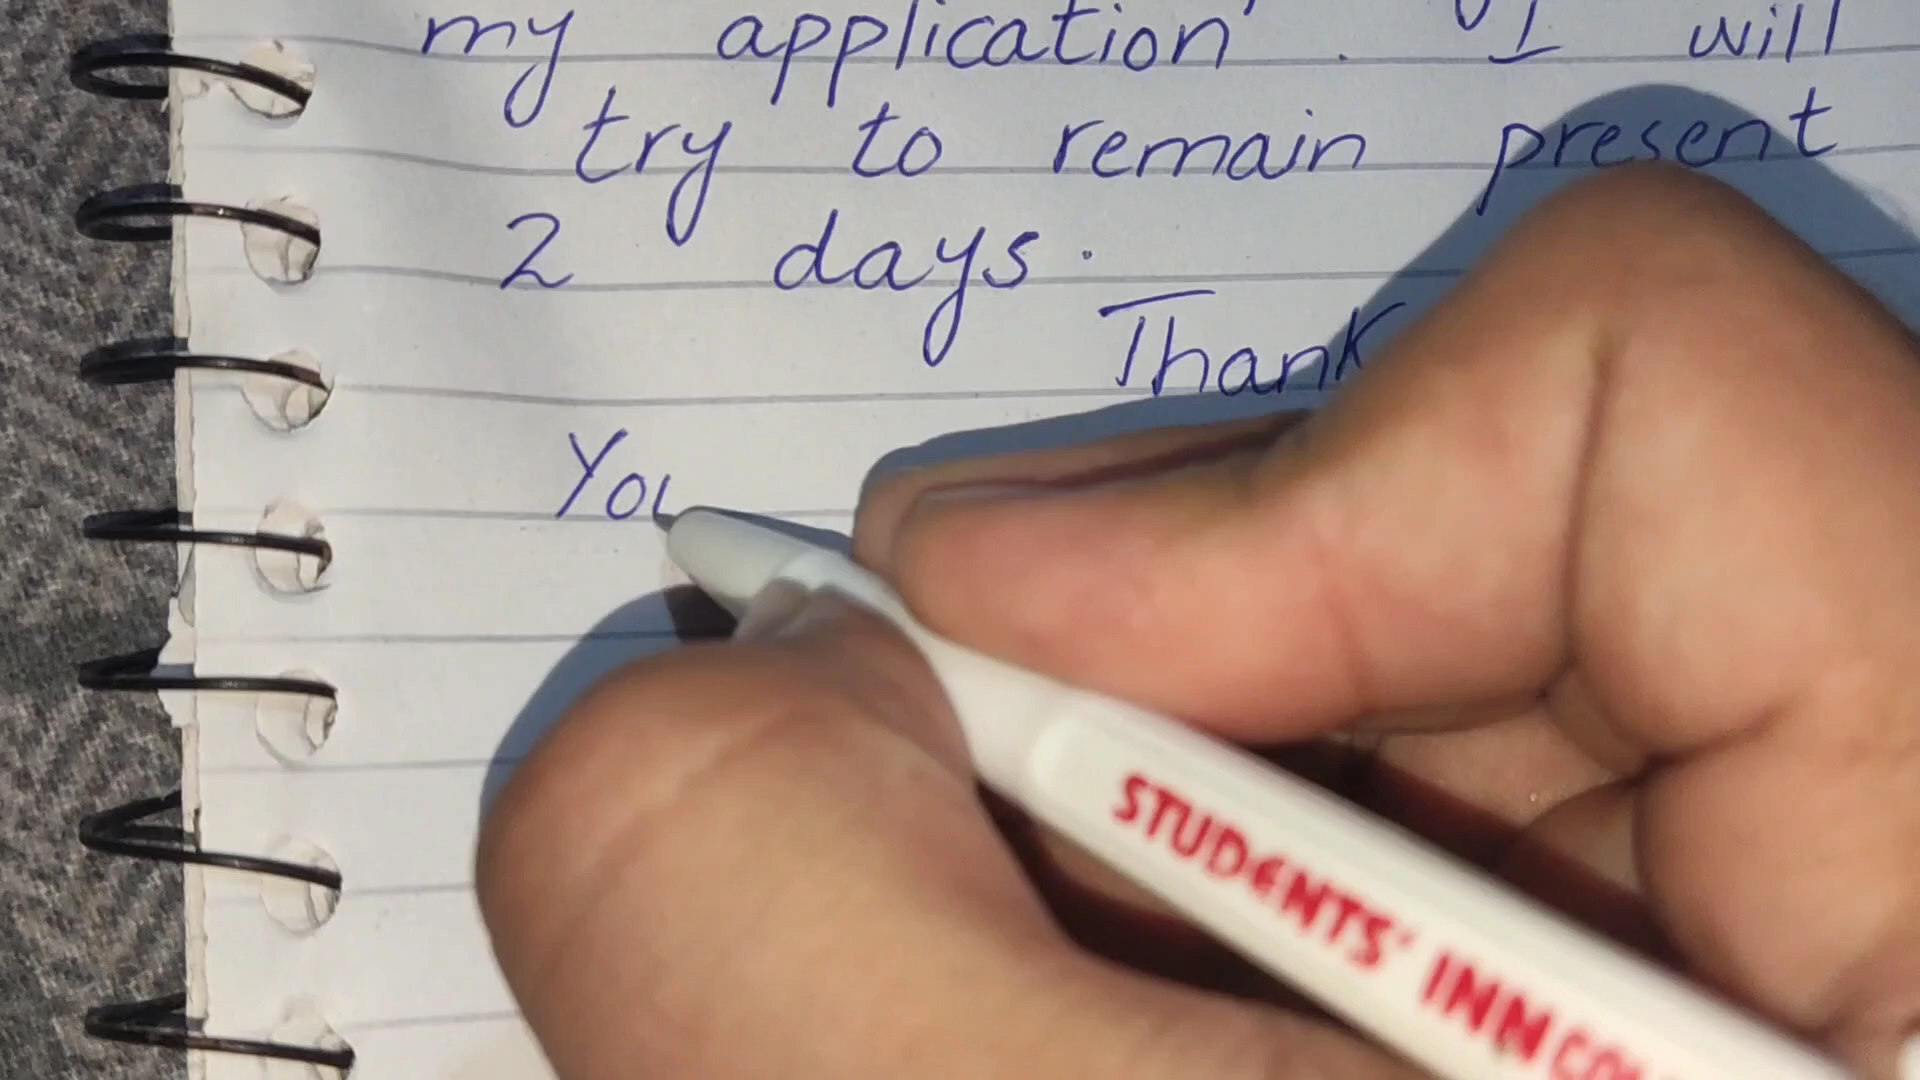 my application . I will
try to remain present
2 days.
Thank
You
STUDENTS' INN